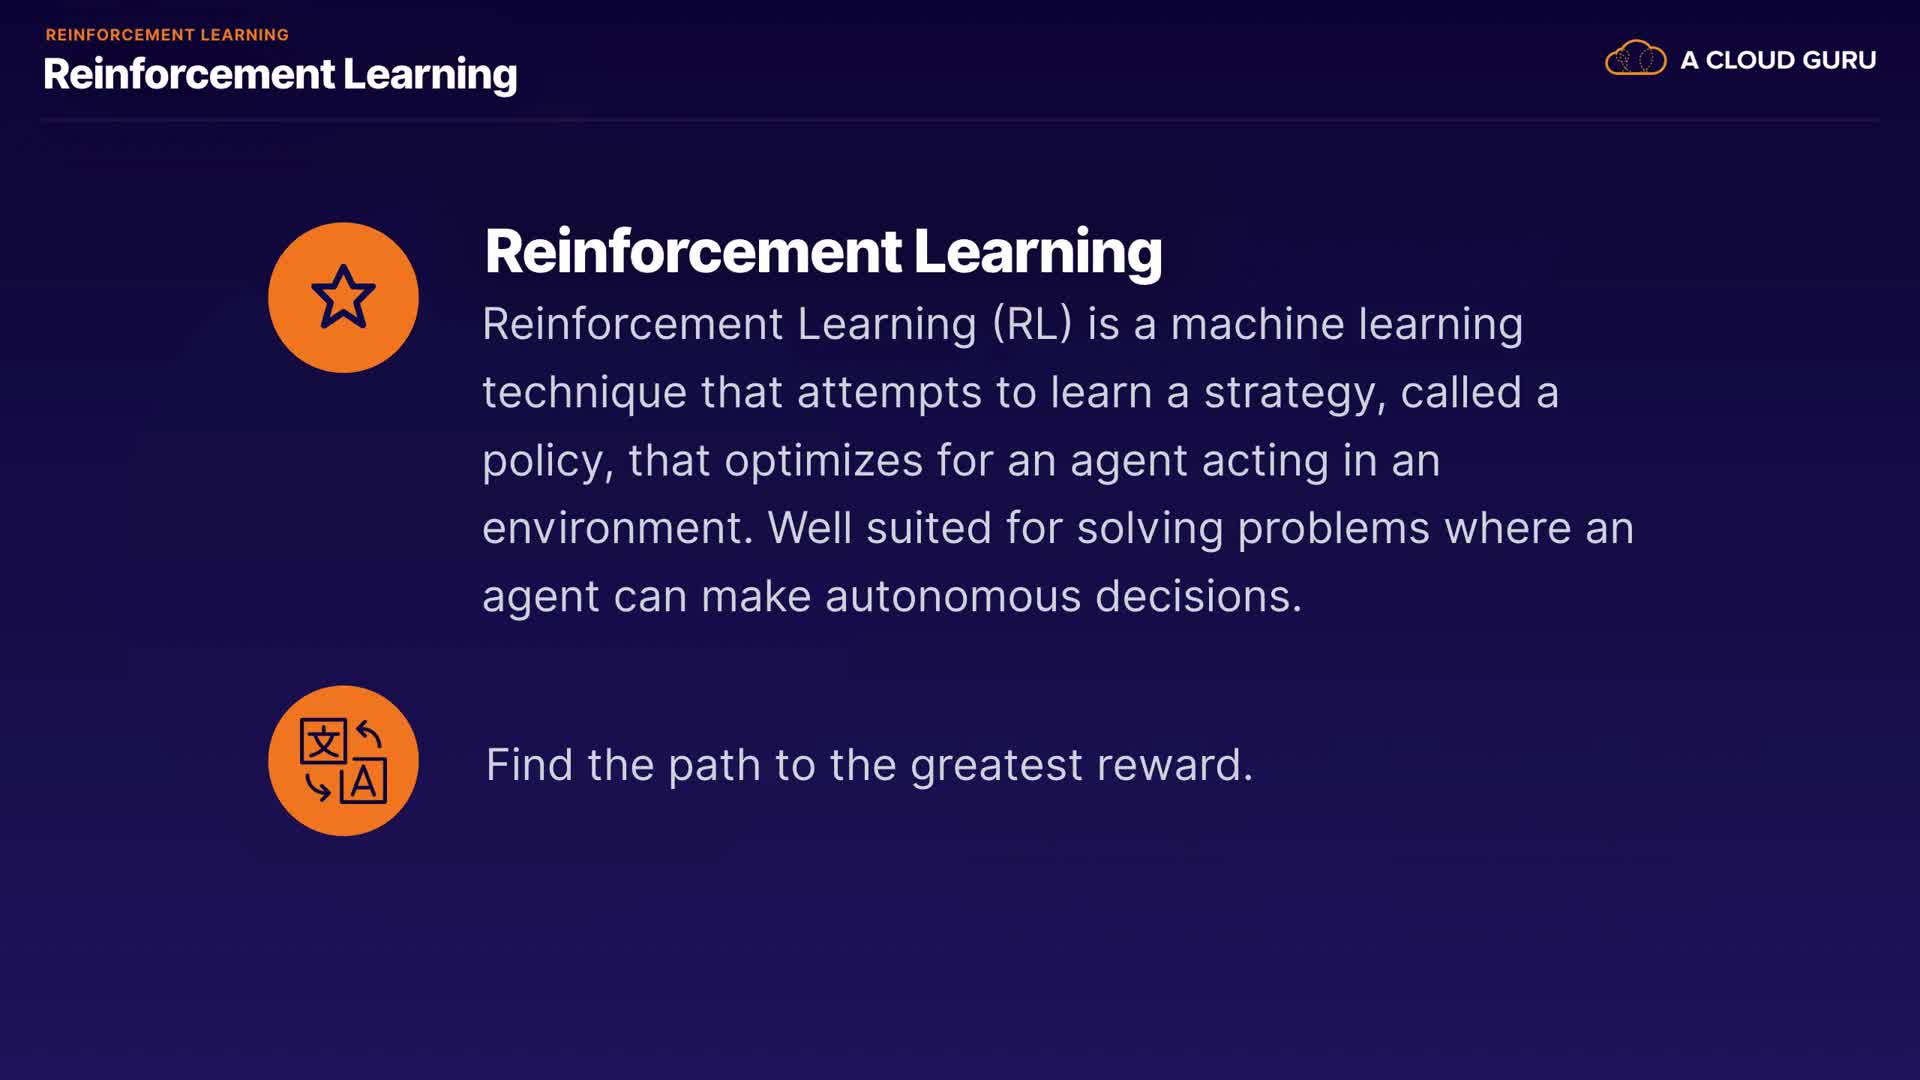 REINFORCEMENT LEARNING
Reinforcement Learning
A CLOUD GURU
Reinforcement Learning
Reinforcement Learning (RL) is a machine learning
technique that attempts to learn a strategy, called a
policy, that optimizes for an agent acting in an
environment. Well suited for solving problems where an
agent can make autonomous decisions.
文
A
Find the path to the greatest reward.